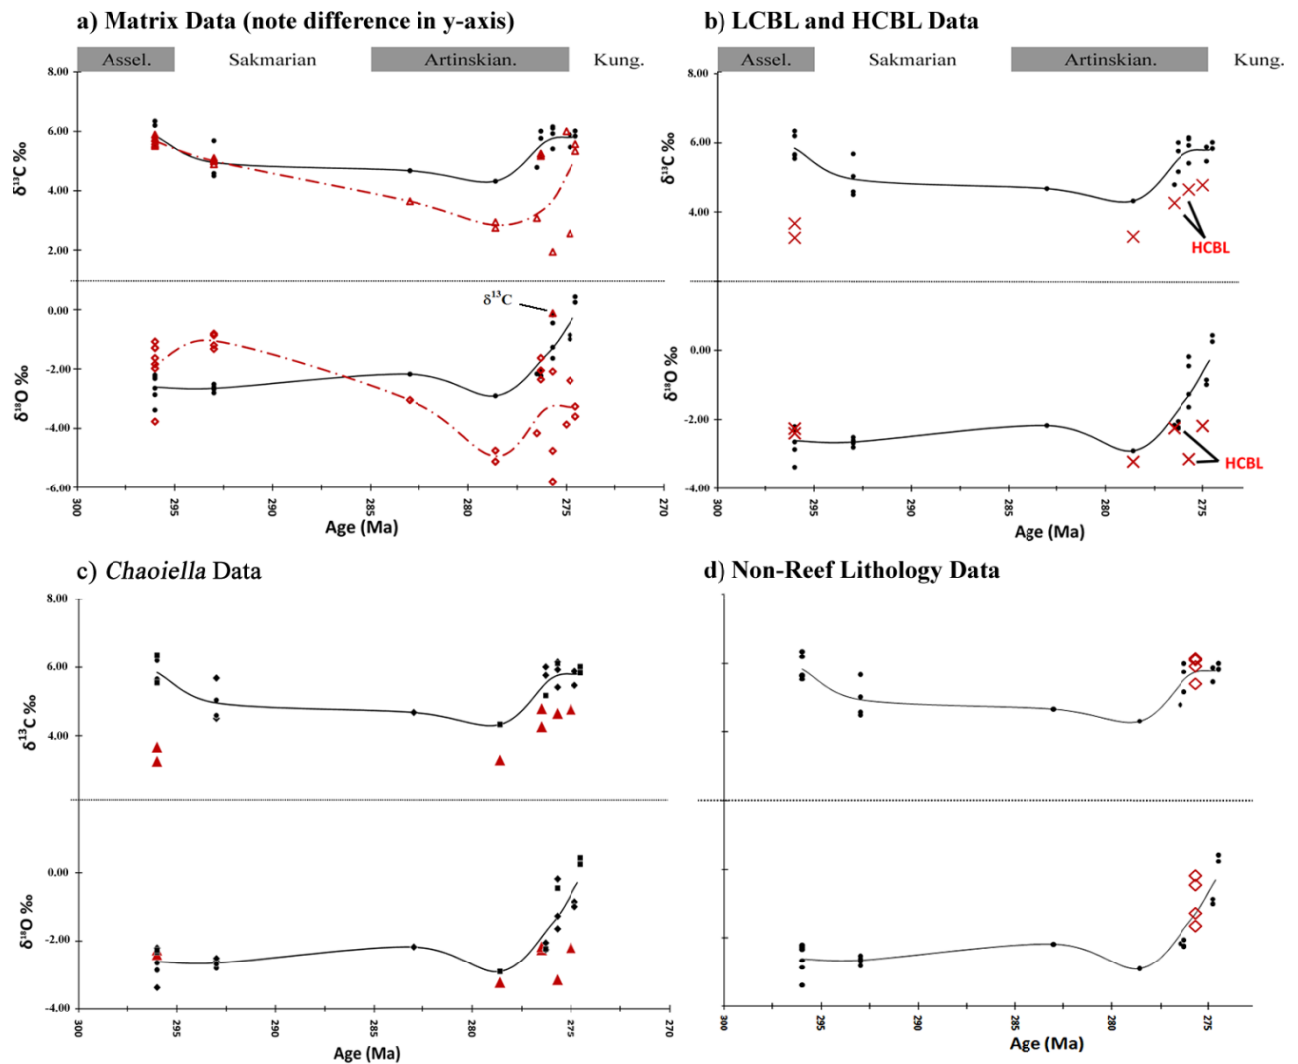 a) Matrix Data (note difference in y-axis)
Assel. Sakmarian Artinskian. Kung.
8.00
6.00
δ¹³C ‰
4.00
2.00
δ¹³C
0.00
-2.00
δ¹⁸O ‰
-4.00
-6.00
300 295 290 285 280 275 270
Age (Ma)
b) LCBL and HCBL Data
Assel. Sakmarian Artinskian. Kung.
8.00
6.00
δ¹³C ‰
4.00
HCBL
0.00
δ¹⁸O ‰
-2.00
HCBL
-4.00
300 295 290 285 280 275
Age (Ma)
c) Chaoiella Data
8.00
6.00
δ¹³C ‰
4.00
0.00
δ¹⁸O ‰
-2.00
-4.00
300 295 290 285 280 275 270
Age (Ma)
d) Non-Reef Lithology Data
300 295 290 285 280 275
Age (Ma)